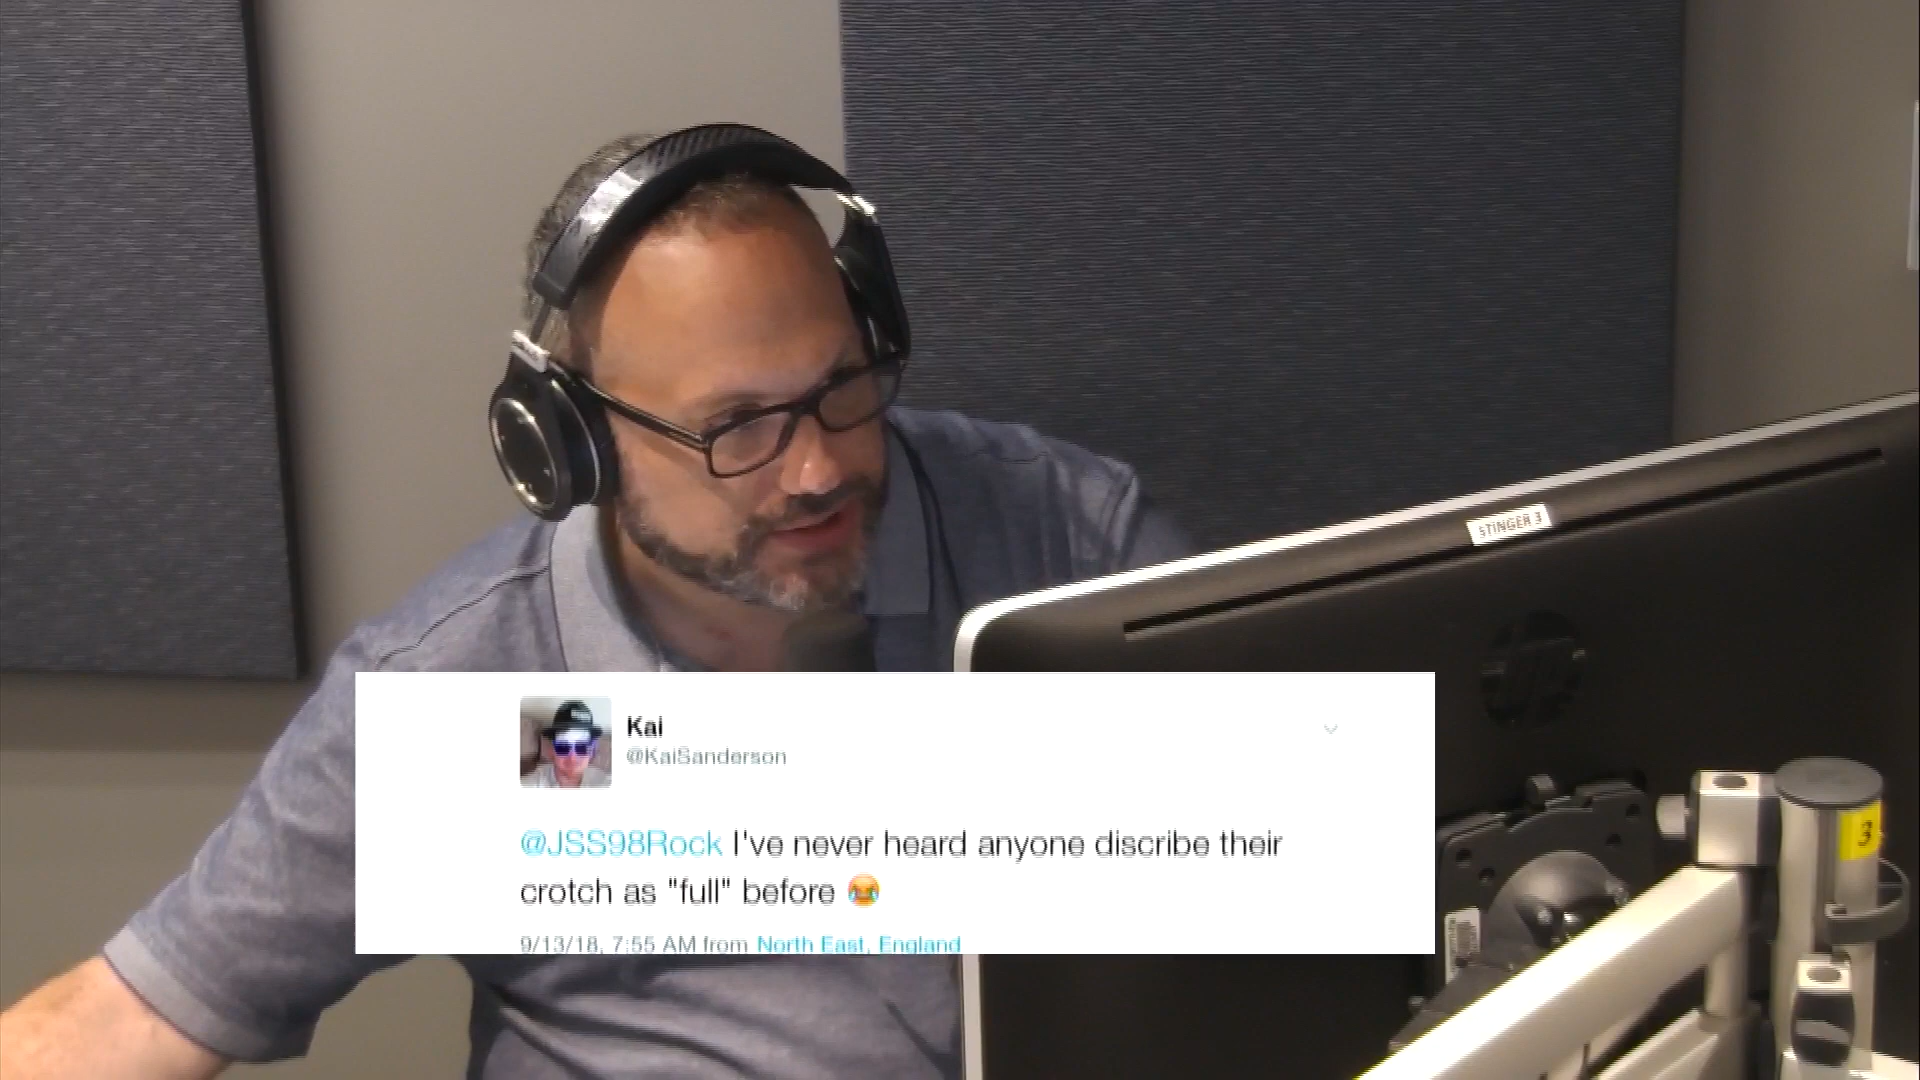 STINGER 3
3
Kai
@KaiSanderson
@JSS98Rock I've never heard anyone discribe their
crotch as "full" before 😂
9/13/18, 7:55 AM from North East, England